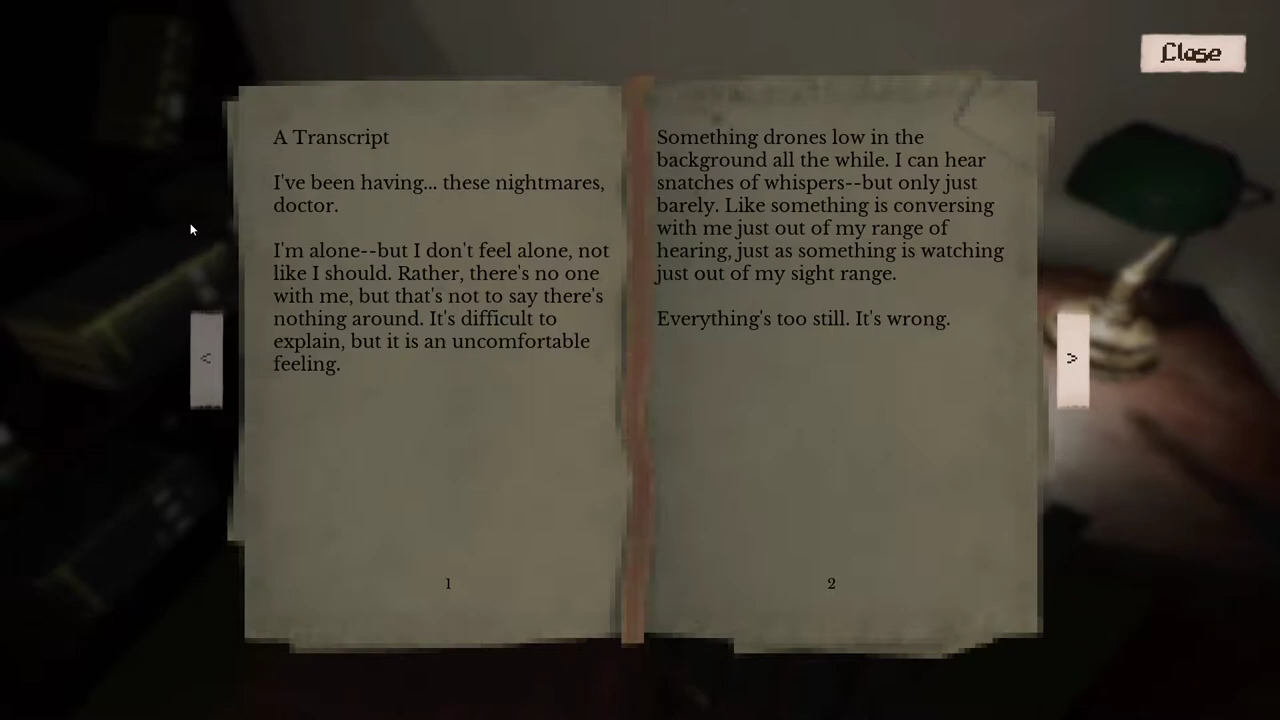 Close
A Transcript
I've been having... these nightmares,
doctor.
I'm alone--but I don't feel alone, not
like I should. Rather, there's no one
with me, but that's not to say there's
nothing around. It's difficult to
explain, but it is an uncomfortable
feeling.
1
Something drones low in the
background all the while. I can hear
snatches of whispers--but only just
barely. Like something is conversing
with me just out of my range of
hearing, just as something is watching
just out of my sight range.
Everything's too still. It's wrong.
2
<
>